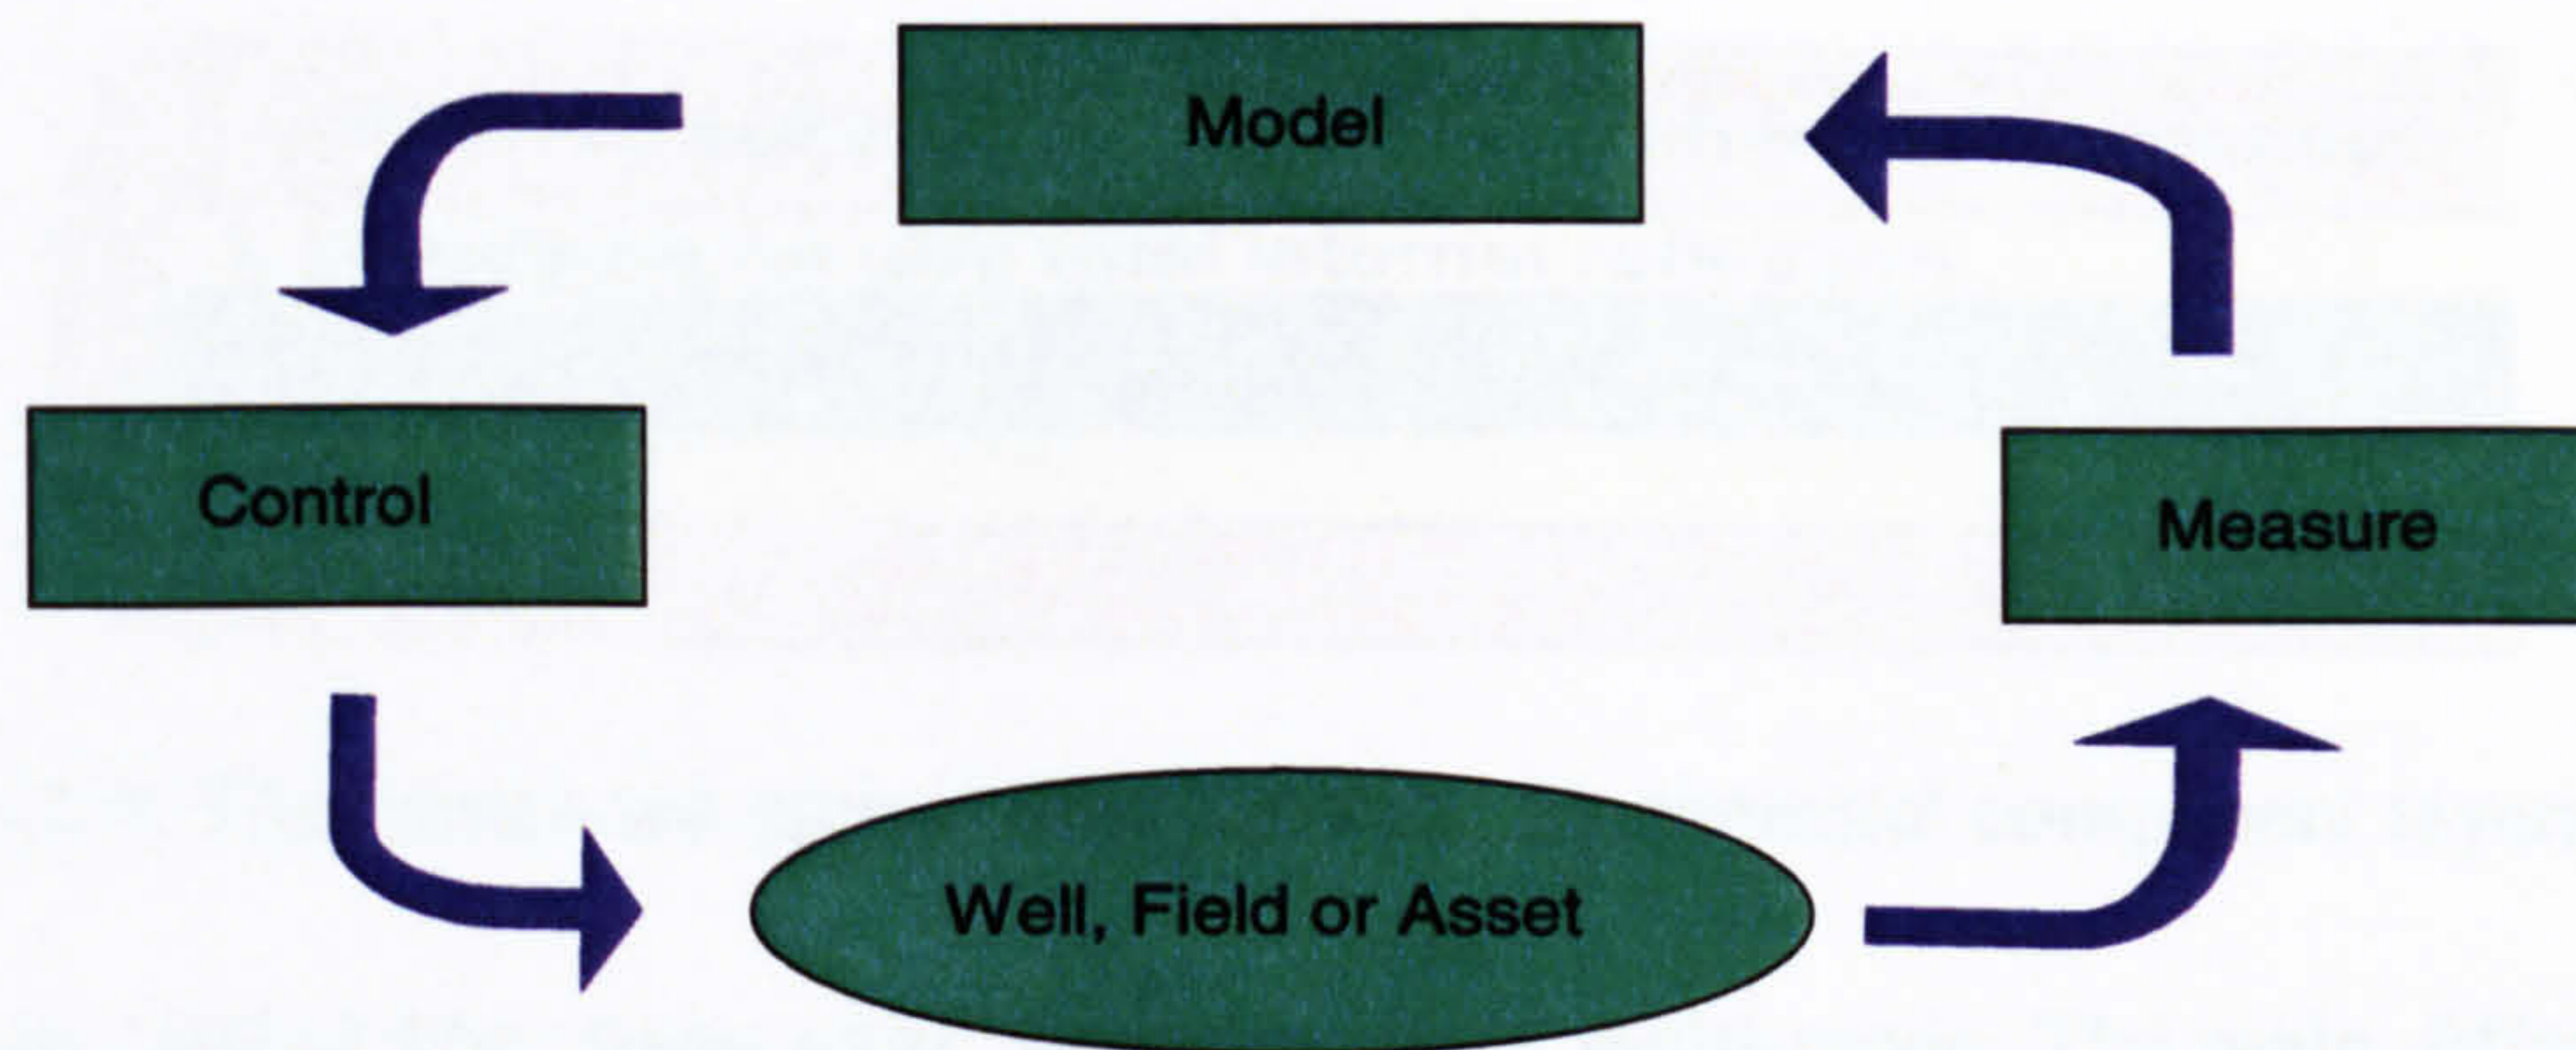 Model
Control
Measure
Well, Field or Asset